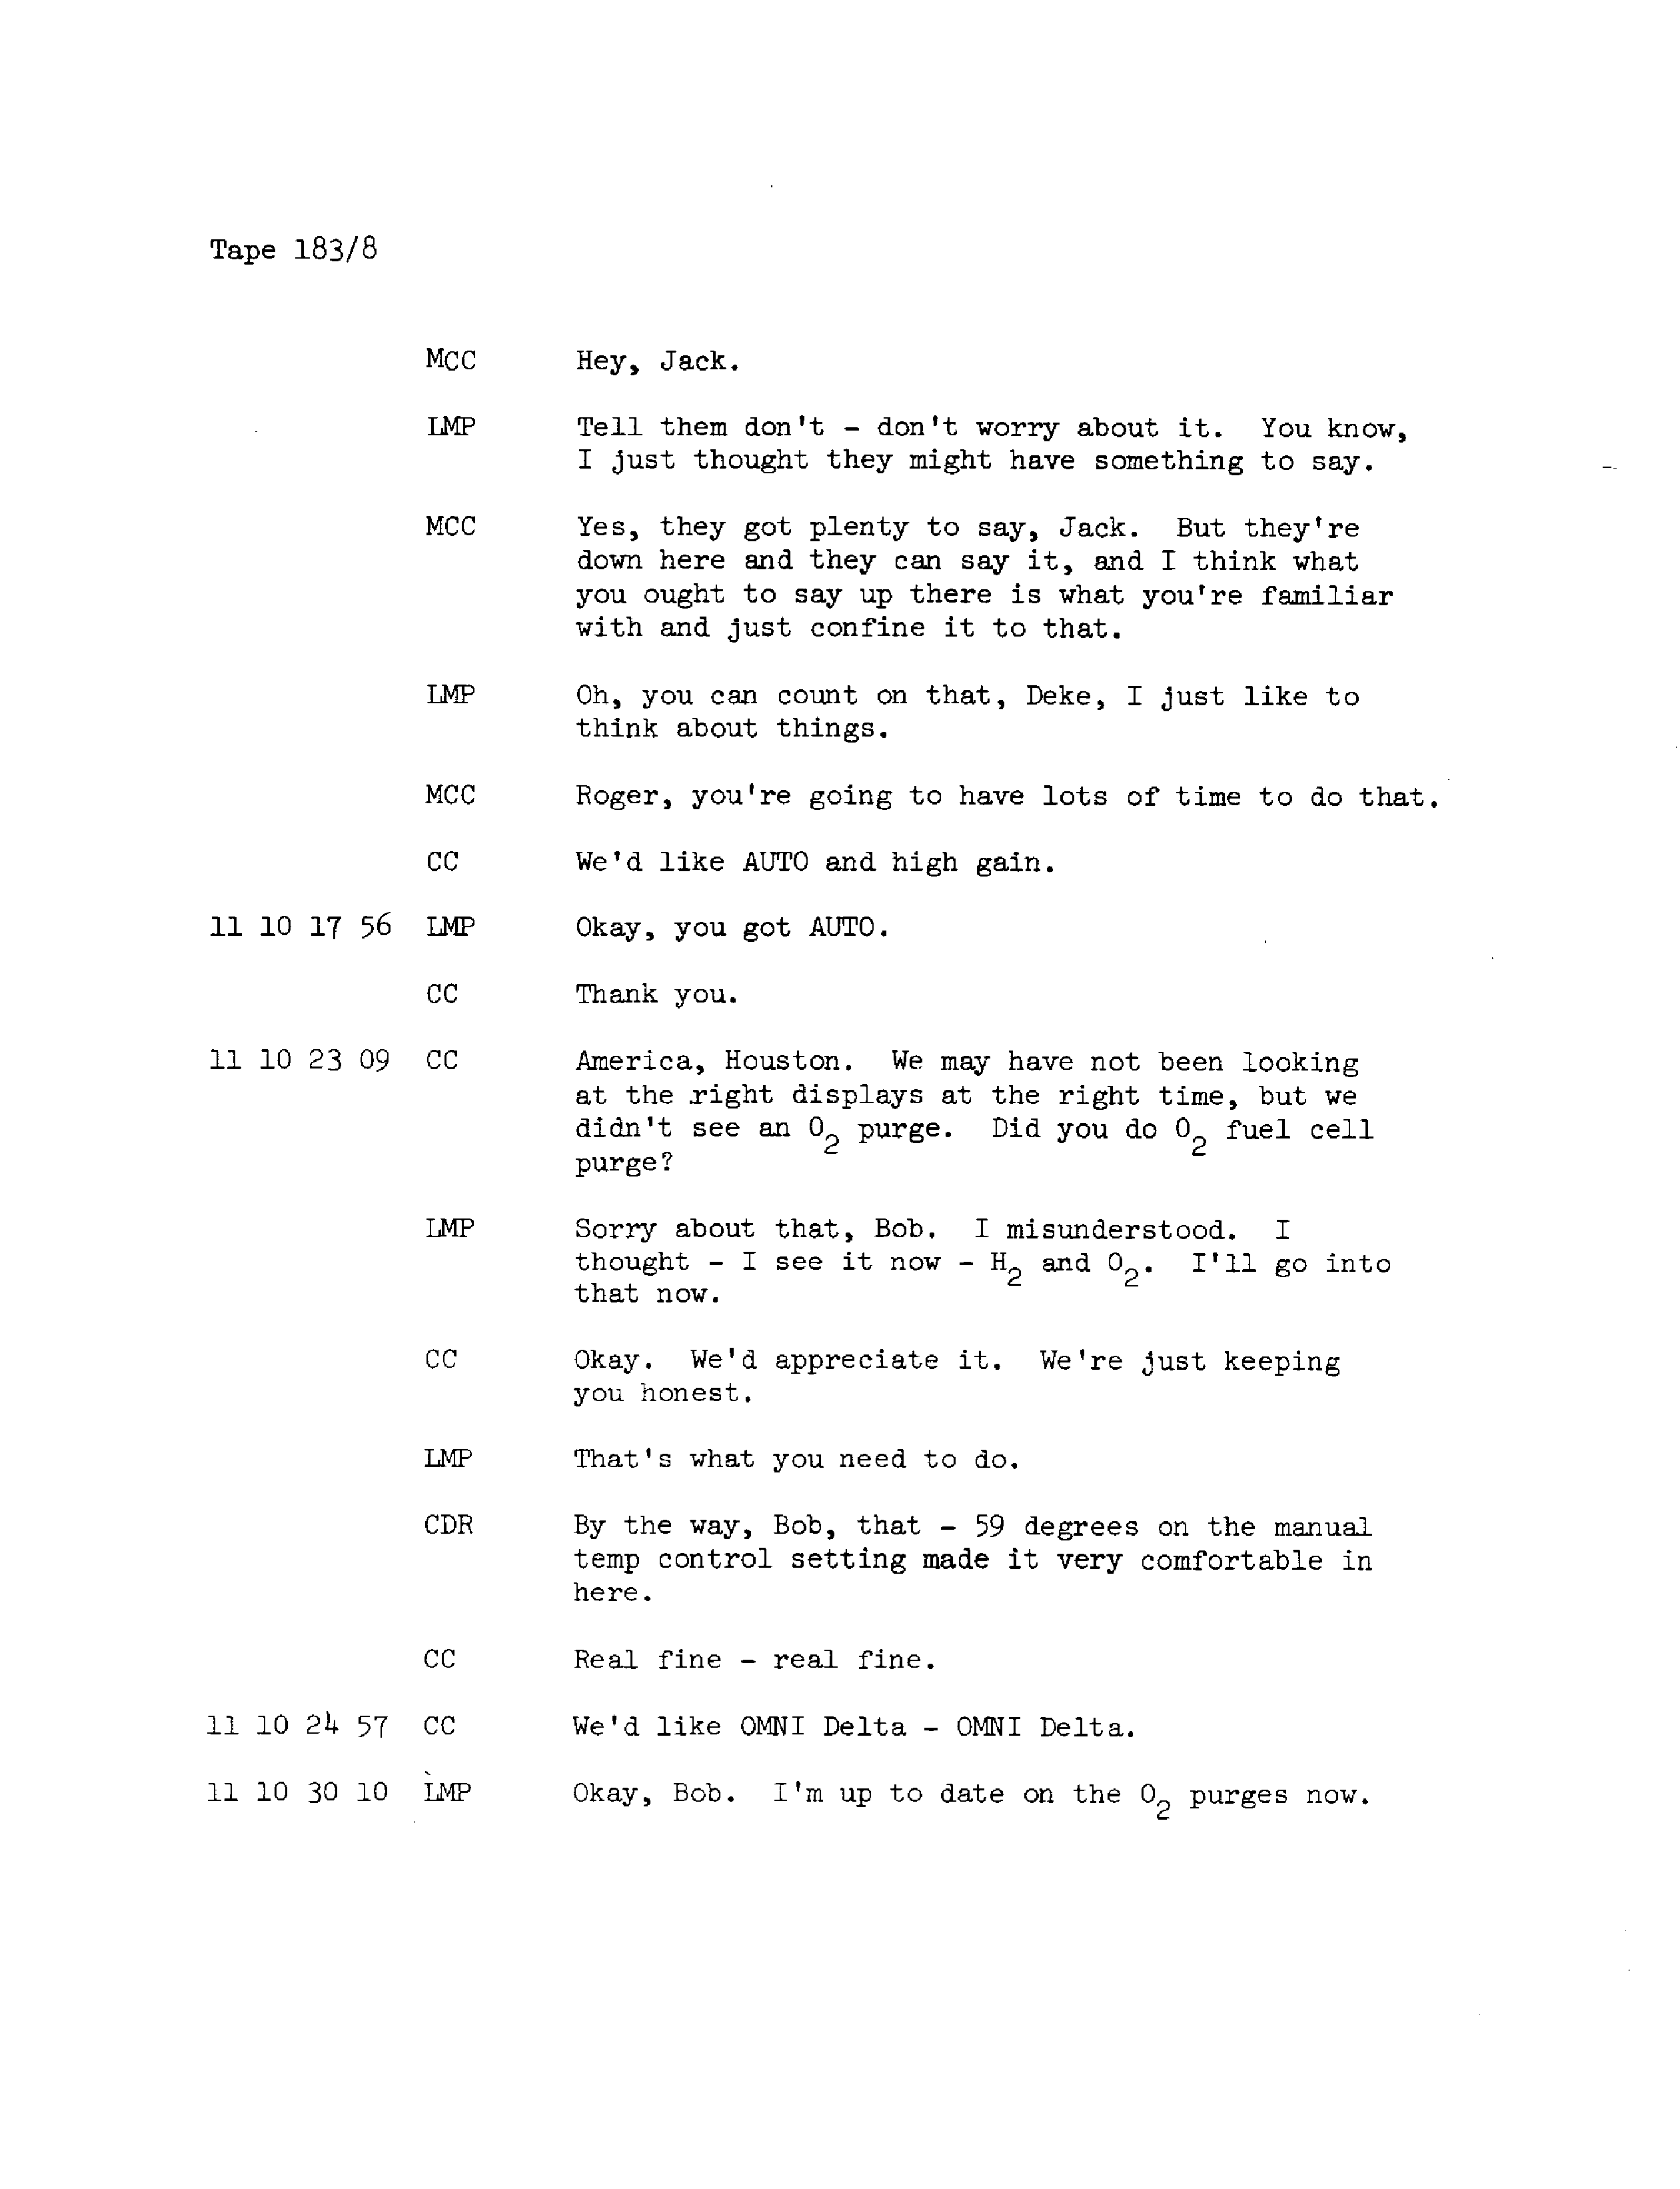 Tape 183/8
MCC Hey, Jack.
LMP Tell them don't - don't worry about it. You know,
I just thought they might have something to say.
MCC Yes, they got plenty to say, Jack. But they're
down here and they can say it, and I think what
you ought to say up there is what you're familiar
with and just confine it to that.
LMP Oh, you can count on that, Deke, I just like to
think about things.
MCC Roger, you're going to have lots of time to do that.
CC We'd like AUTO and high gain.
11 10 17 56 LMP Okay, you got AUTO.
CC Thank you.
11 10 23 09 CC America, Houston. We may have not been looking
at the right displays at the right time, but we
didn't see an O₂ purge. Did you do O₂ fuel cell
purge?
LMP Sorry about that, Bob. I misunderstood. I
thought - I see it now - H₂ and O₂. I'll go into
that now.
CC Okay. We'd appreciate it. We're just keeping
you honest.
LMP That's what you need to do.
CDR By the way, Bob, that - 59 degrees on the manual
temp control setting made it very comfortable in
here.
CC Real fine - real fine.
11 10 24 57 CC We'd like OMNI Delta - OMNI Delta.
11 10 30 10 LMP Okay, Bob. I'm up to date on the O₂ purges now.